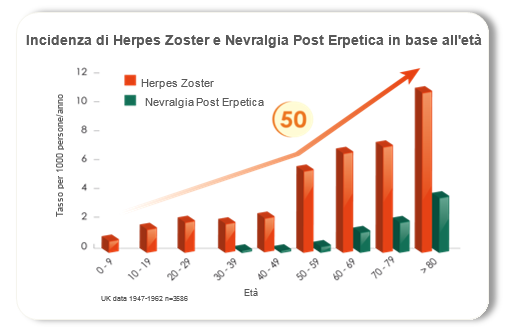 Incidenza di Herpes Zoster e Nevralgia Post Erpetica in base all'età
12
10
8
6
4
2
0
Tasso per 1000 persone/anno
Herpes Zoster
Nevralgia Post Erpetica
50
0 - 9
10 - 19
20 - 29
30 - 39
40 - 49
50 - 59
60 - 69
70 - 79
> 80
Età
UK data 1947-1962 n=3586